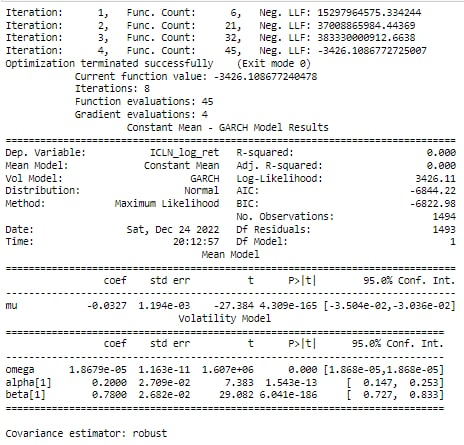 Iteration:      1,   Func. Count:      6,   Neg. LLF: 15297964575.334244
Iteration:      2,   Func. Count:     21,   Neg. LLF: 37008865984.44369
Iteration:      3,   Func. Count:     32,   Neg. LLF: 383330000912.6638
Iteration:      4,   Func. Count:     45,   Neg. LLF: -3426.1086772725007
Optimization terminated successfully    (Exit mode 0)
            Current function value: -3426.108677240478
            Iterations: 8
            Function evaluations: 45
            Gradient evaluations: 4
                     Constant Mean - GARCH Model Results
==============================================================================
Dep. Variable:           ICLN_log_ret   R-squared:                       0.000
Mean Model:             Constant Mean   Adj. R-squared:                  0.000
Vol Model:                      GARCH   Log-Likelihood:                3426.11
Distribution:                  Normal   AIC:                          -6844.22
Method:            Maximum Likelihood   BIC:                          -6822.98
                                        No. Observations:                 1494
Date:                Sat, Dec 24 2022   Df Residuals:                     1493
Time:                        20:12:57   Df Model:                            1
                                 Mean Model
==============================================================================
                 coef    std err          t      P>|t|        95.0% Conf. Int.
------------------------------------------------------------------------------
mu            -0.0327  1.194e-03    -27.384 4.309e-165 [-3.504e-02,-3.036e-02]
                              Volatility Model
============================================================================
                 coef    std err          t      P>|t|      95.0% Conf. Int.
----------------------------------------------------------------------------
omega      1.8679e-05  1.163e-11  1.607e+06      0.000 [1.868e-05,1.868e-05]
alpha[1]       0.2000  2.709e-02      7.383  1.543e-13     [  0.147,  0.253]
beta[1]        0.7800  2.682e-02     29.082 6.041e-186     [  0.727,  0.833]
============================================================================
Covariance estimator: robust